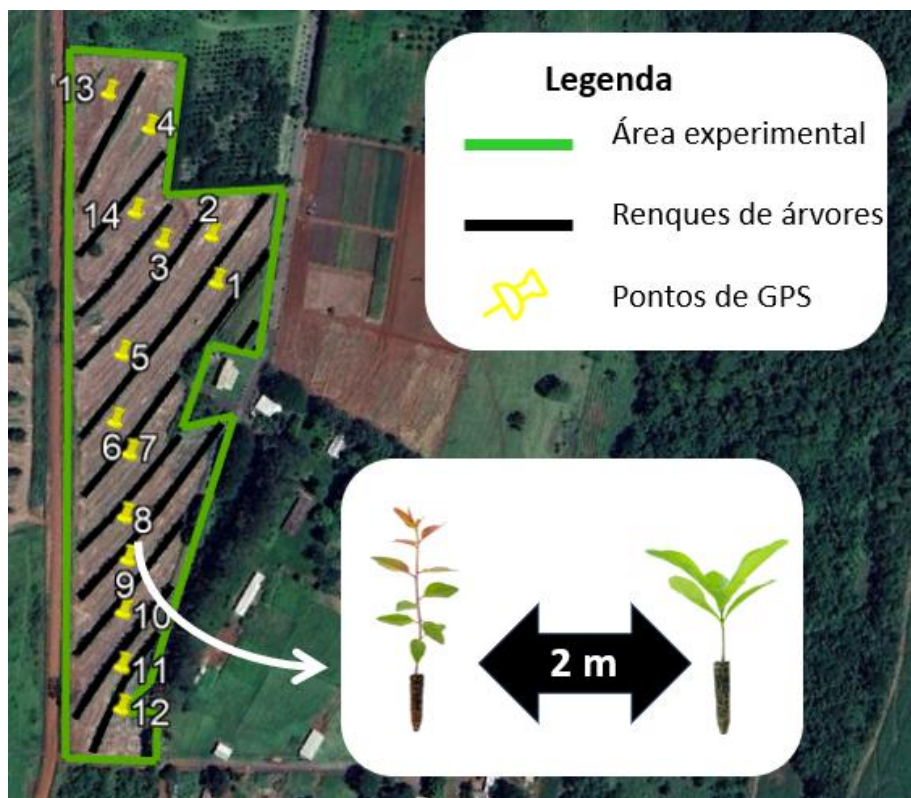 Legenda
Área experimental
Renques de árvores
Pontos de GPS
13
4
14
2
3
1
5
6
7
8
9
10
11
12
2 m